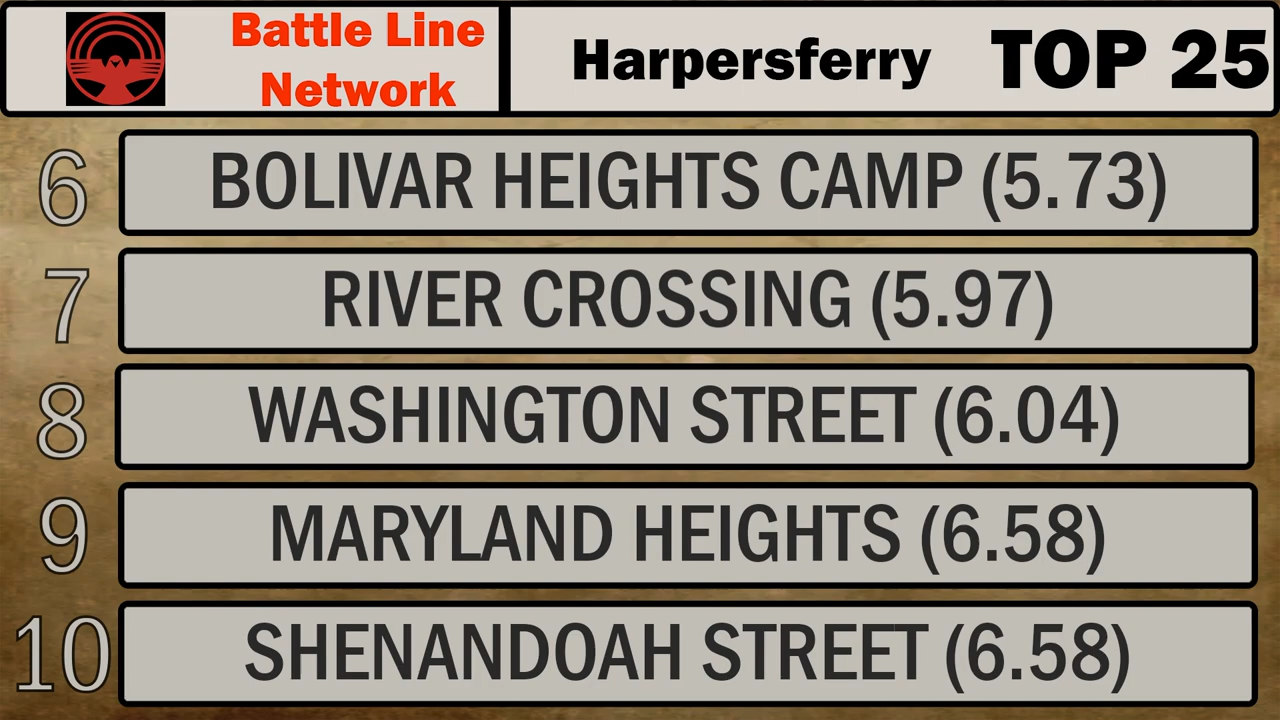 Battle Line
Network
Harpersferry
TOP 25
6
BOLIVAR HEIGHTS CAMP (5.73)
7
RIVER CROSSING (5.97)
8
WASHINGTON STREET (6.04)
9
MARYLAND HEIGHTS (6.58)
10
SHENANDOAH STREET (6.58)